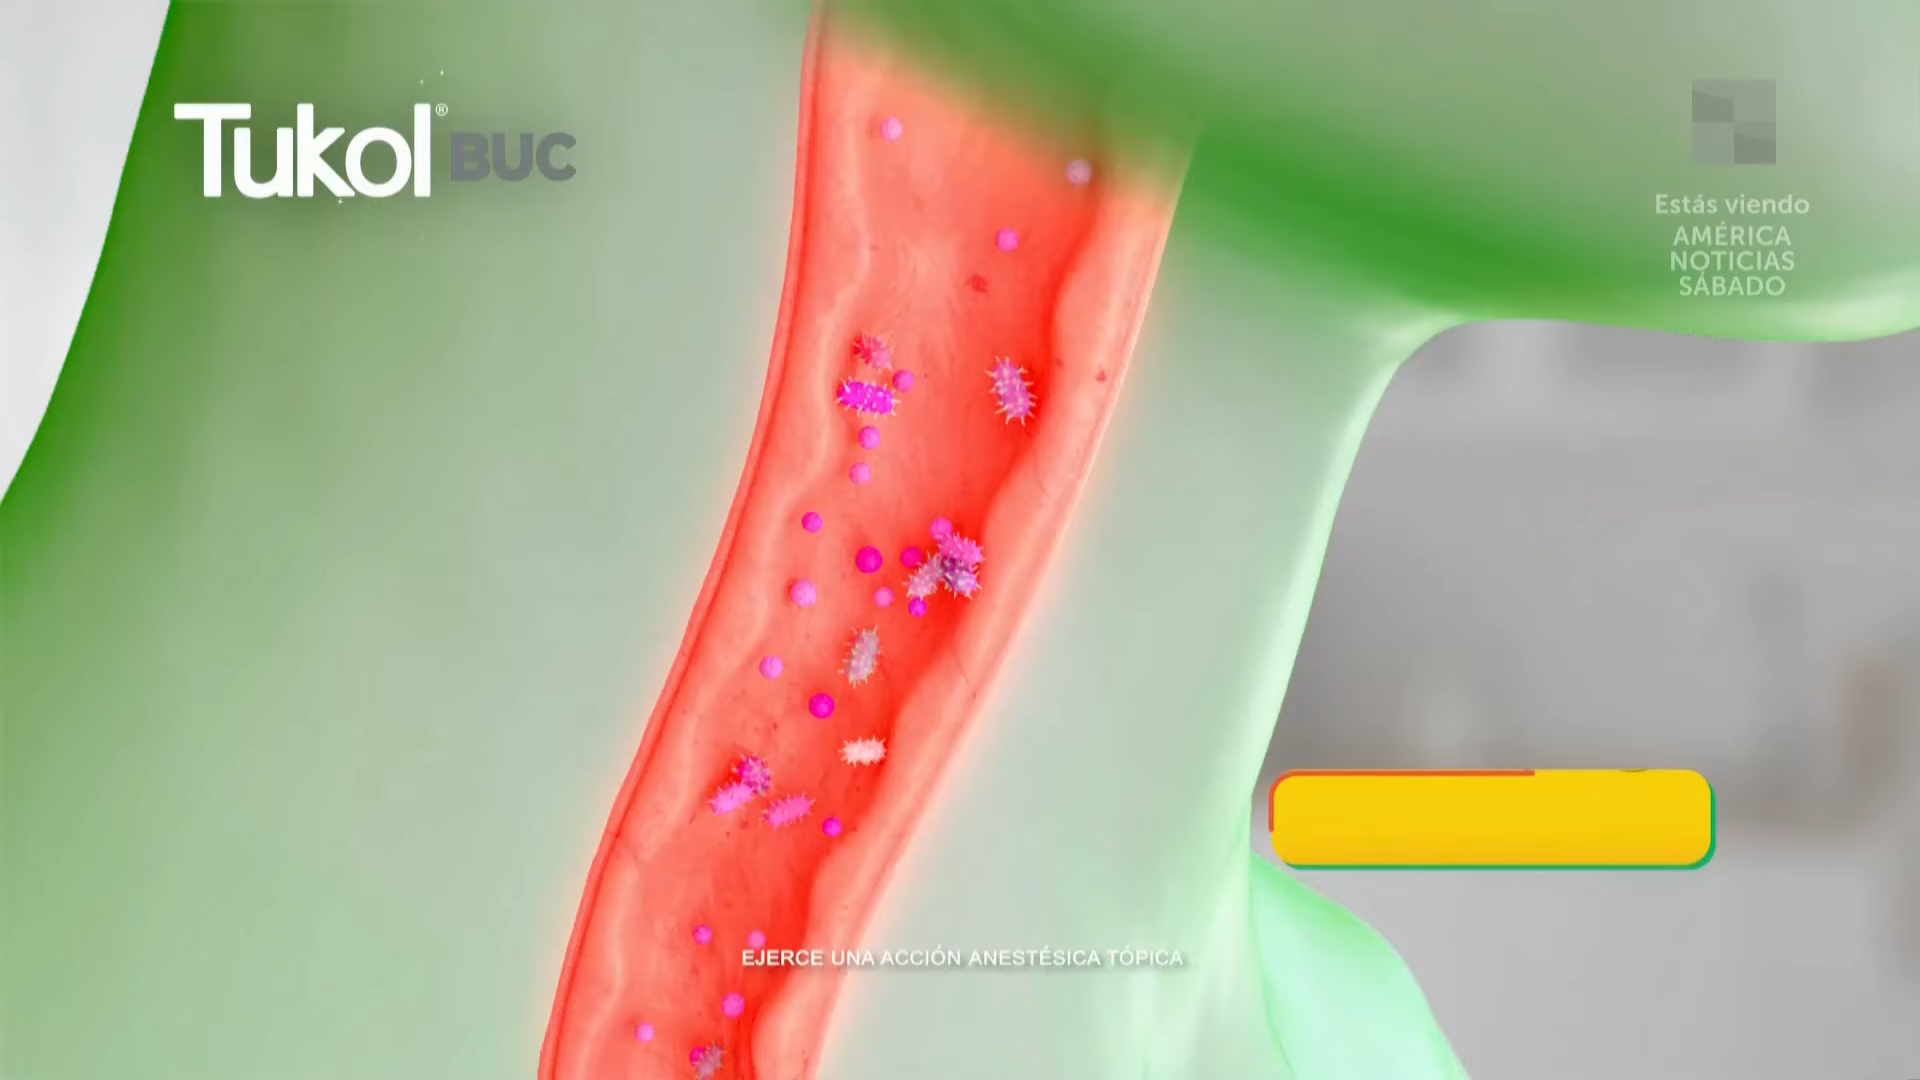 Tukol® BUC
Estás viendo
AMÉRICA
NOTICIAS
SÁBADO
EJERCE UNA ACCIÓN ANESTÉSICA TÓPICA